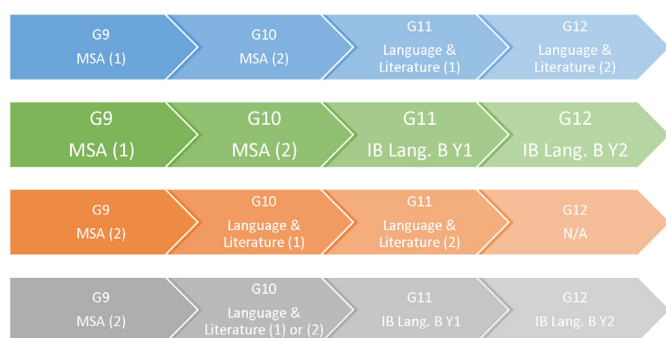 G9
MSA (1)
G10
MSA (2)
G11
Language &
Literature (1)
G12
Language &
Literature (2)
G9
MSA (1)
G10
MSA (2)
G11
IB Lang. B Y1
G12
IB Lang. B Y2
G9
MSA (2)
G10
Language &
Literature (1)
G11
Language &
Literature (2)
G12
N/A
G9
MSA (2)
G10
Language &
Literature (1) or (2)
G11
IB Lang. B Y1
G12
IB Lang. B Y2